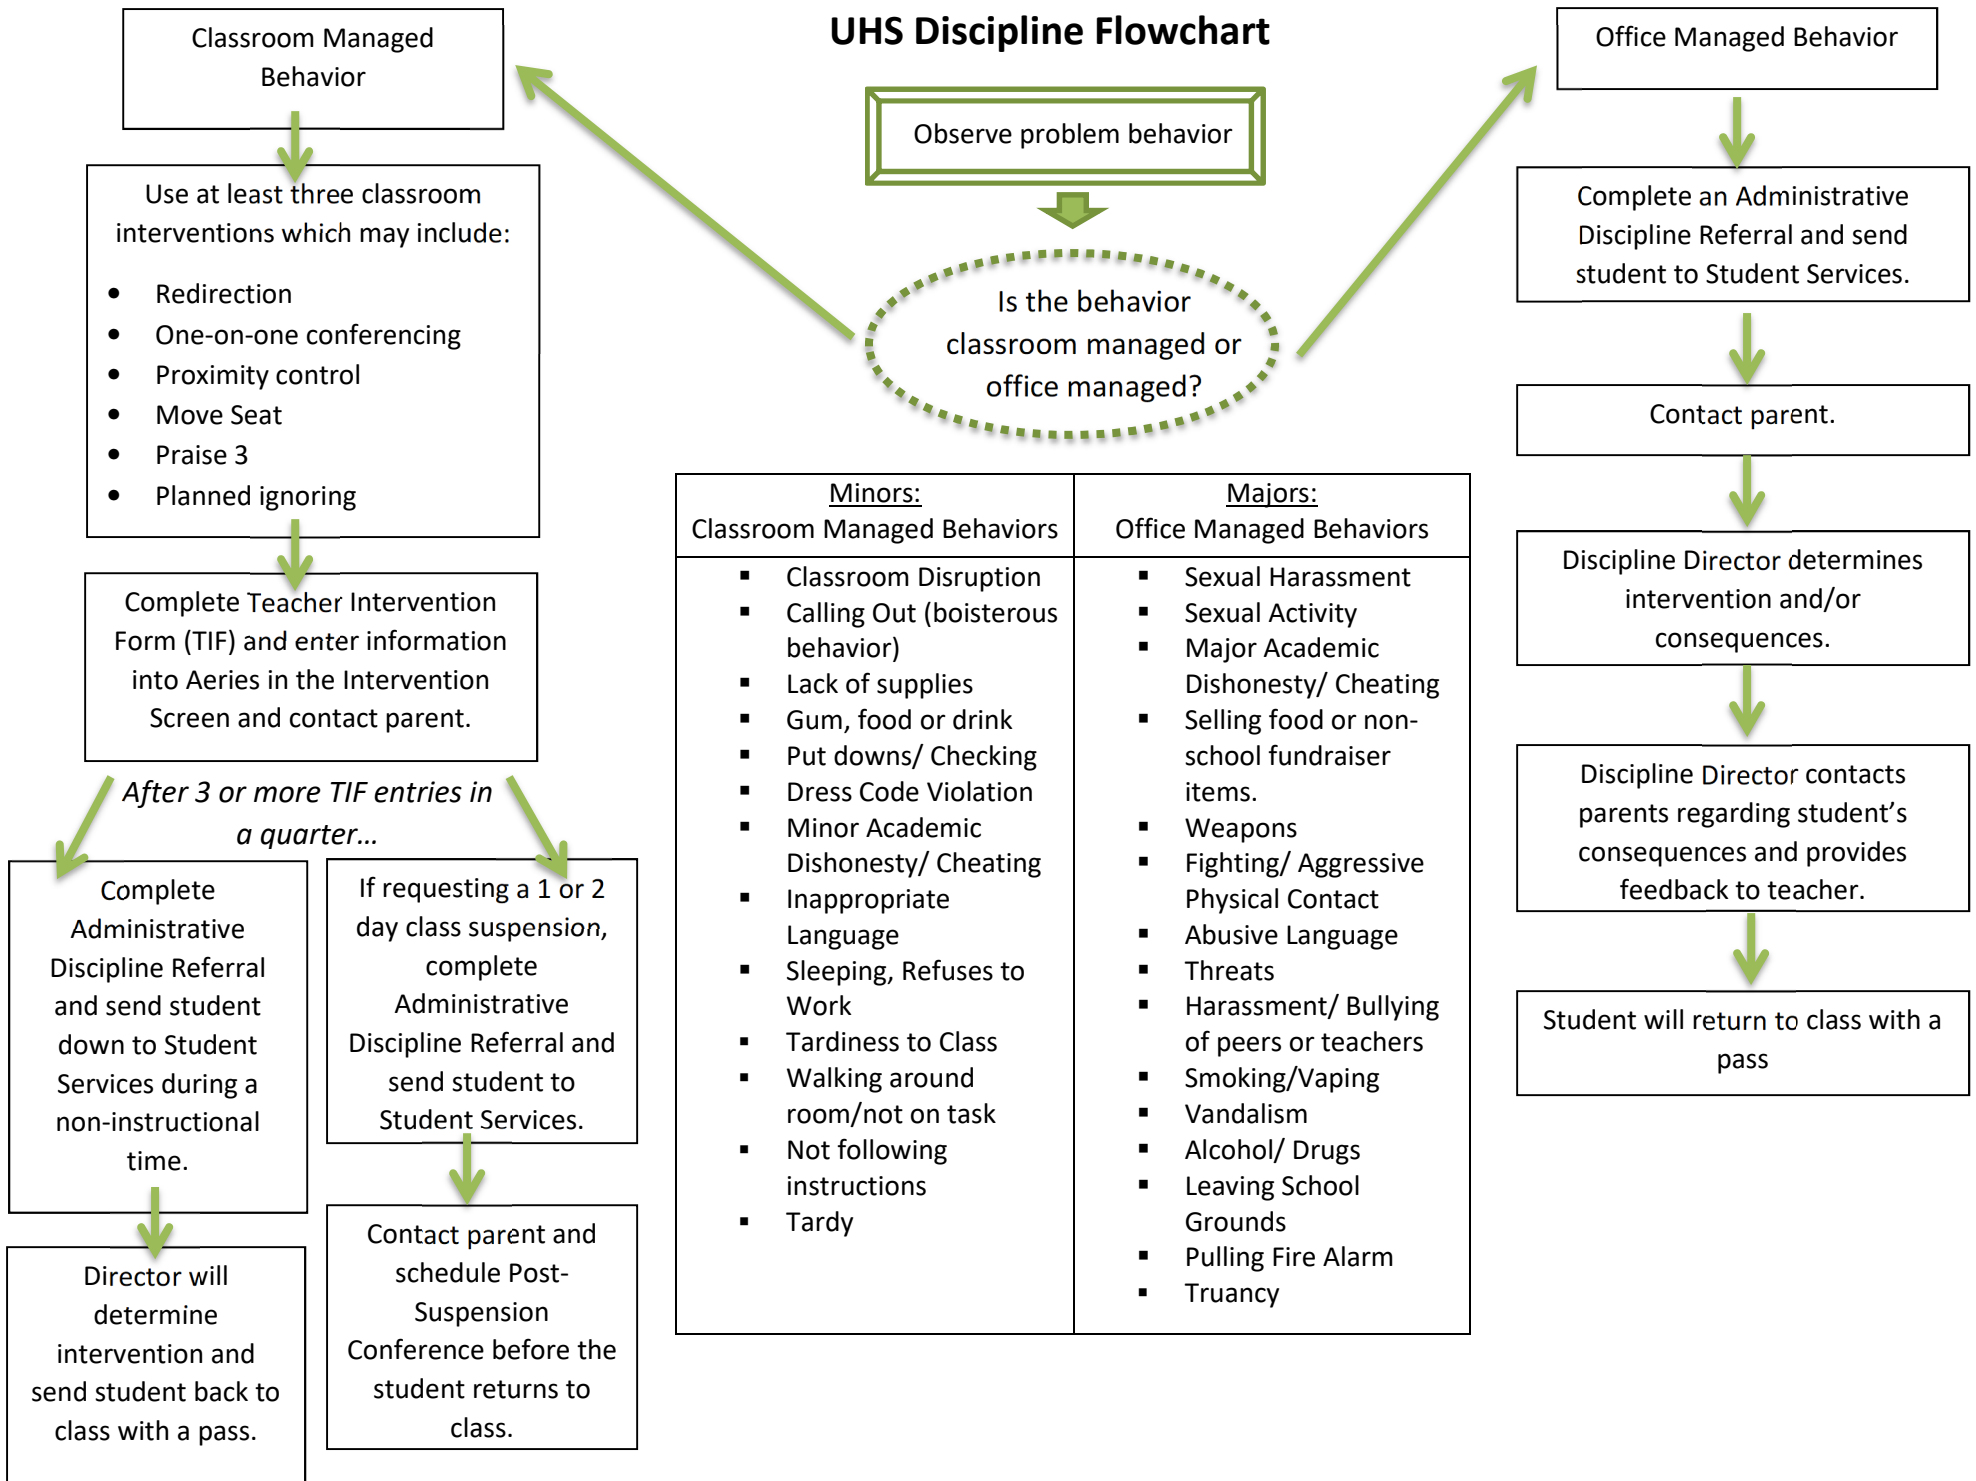 UHS Discipline Flowchart
Observe problem behavior
Is the behavior
classroom managed or
office managed?
Classroom Managed
Behavior
Use at least three classroom
interventions which may include:
• Redirection
• One-on-one conferencing
• Proximity control
• Move Seat
• Praise 3
• Planned ignoring
Complete Teacher Intervention
Form (TIF) and enter information
into Aeries in the Intervention
Screen and contact parent.
After 3 or more TIF entries in
a quarter…
Complete
Administrative
Discipline Referral
and send student
down to Student
Services during a
non-instructional
time.
Director will
determine
intervention and
send student back to
class with a pass.
If requesting a 1 or 2
day class suspension,
complete
Administrative
Discipline Referral and
send student to
Student Services.
Contact parent and
schedule Post-
Suspension
Conference before the
student returns to
class.
Minors:
Classroom Managed Behaviors
▪ Classroom Disruption
▪ Calling Out (boisterous
behavior)
▪ Lack of supplies
▪ Gum, food or drink
▪ Put downs/ Checking
▪ Dress Code Violation
▪ Minor Academic
Dishonesty/ Cheating
▪ Inappropriate
Language
▪ Sleeping, Refuses to
Work
▪ Tardiness to Class
▪ Walking around
room/not on task
▪ Not following
instructions
▪ Tardy
Majors:
Office Managed Behaviors
▪ Sexual Harassment
▪ Sexual Activity
▪ Major Academic
Dishonesty/ Cheating
▪ Selling food or non-
school fundraiser
items.
▪ Weapons
▪ Fighting/ Aggressive
Physical Contact
▪ Abusive Language
▪ Threats
▪ Harassment/ Bullying
of peers or teachers
▪ Smoking/Vaping
▪ Vandalism
▪ Alcohol/ Drugs
▪ Leaving School
Grounds
▪ Pulling Fire Alarm
▪ Truancy
Office Managed Behavior
Complete an Administrative
Discipline Referral and send
student to Student Services.
Contact parent.
Discipline Director determines
intervention and/or
consequences.
Discipline Director contacts
parents regarding student’s
consequences and provides
feedback to teacher.
Student will return to class with a
pass